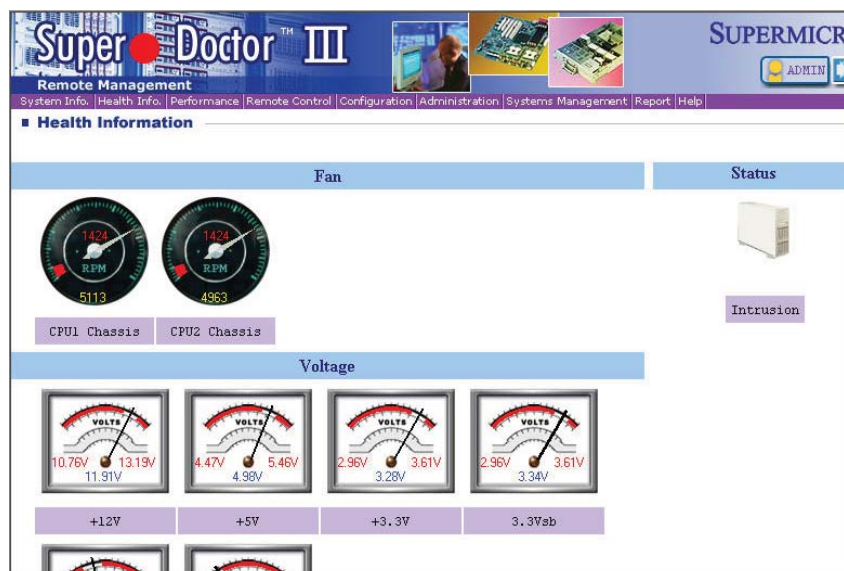 Super Doctor™ III
SUPERMICR
ADMIN
Remote Management
System Info. Health Info. Performance Remote Control Configuration Administration Systems Management Report Help
Health Information
Fan Status
1424 1424
RPM RPM
5113 4963
CPU1 Chassis CPU2 Chassis
Intrusion
Voltage
VOLTS VOLTS VOLTS VOLTS
10.76V 13.19V 4.47V 5.46V 2.96V 3.61V 2.96V 3.61V
11.91V 4.98V 3.28V 3.34V
+12V +5V +3.3V 3.3Vsb